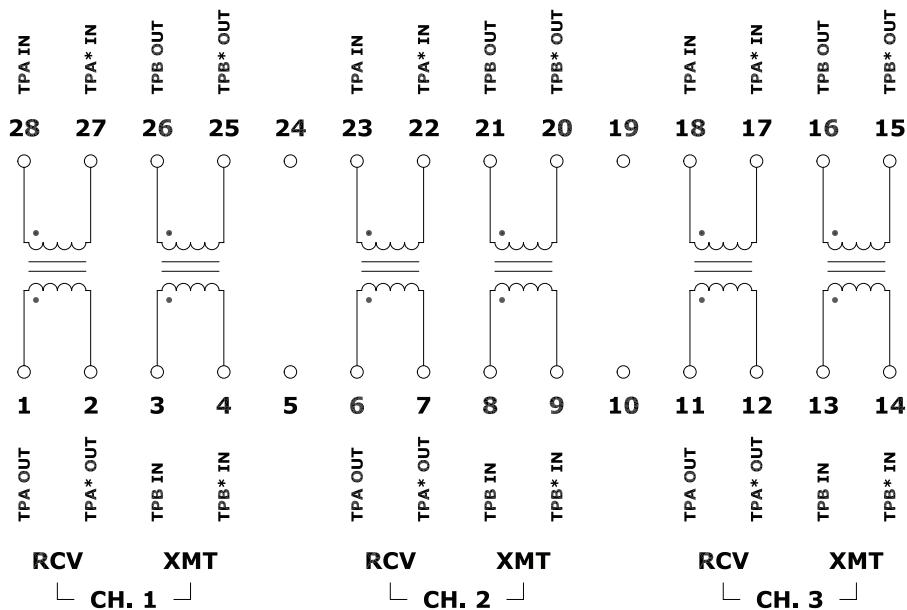 TPA IN TPA* IN TPB OUT TPB* OUT TPA IN TPA* IN TPB OUT TPB* OUT TPA IN TPA* IN TPB OUT TPB* OUT
28 27 26 25 24 23 22 21 20 19 18 17 16 15
1 2 3 4 5 6 7 8 9 10 11 12 13 14
TPA OUT TPA* OUT TPB IN TPB* IN TPA OUT TPA* OUT TPB IN TPB* IN TPA OUT TPA* OUT TPB IN TPB* IN
RCV XMT RCV XMT RCV XMT
CH. 1 CH. 2 CH. 3